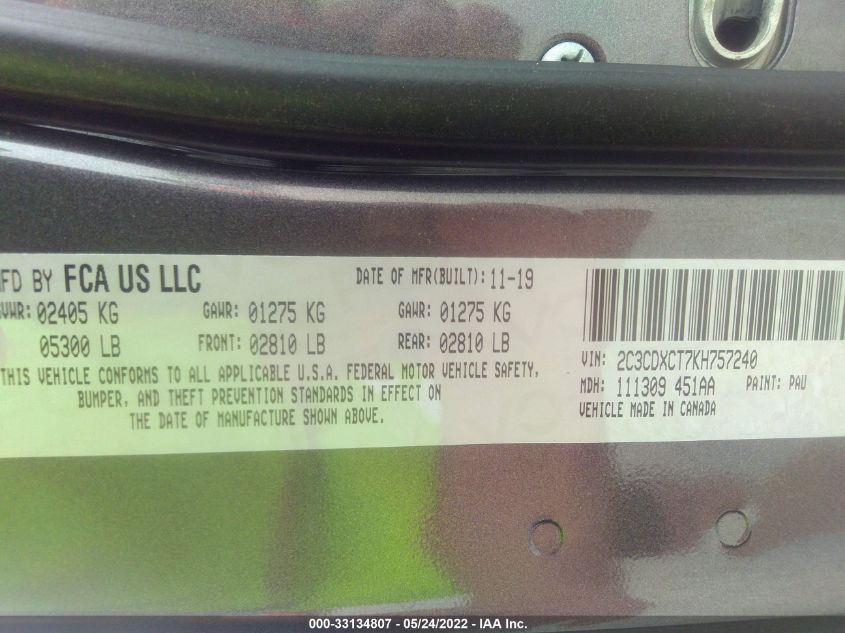 MFD BY FCA US LLC DATE OF MFR(BUILT): 11-19
GVWR: 02405 KG GAWR: 01275 KG GAWR: 01275 KG
05300 LB FRONT: 02810 LB REAR: 02810 LB
THIS VEHICLE CONFORMS TO ALL APPLICABLE U.S.A. FEDERAL MOTOR VEHICLE SAFETY,
BUMPER, AND THEFT PREVENTION STANDARDS IN EFFECT ON
THE DATE OF MANUFACTURE SHOWN ABOVE.
VIN: 2C3CDXCT7KH757240
MDH: 111309 451AA PAINT: PAU
VEHICLE MADE IN CANADA
000-33134807 - 05/24/2022 - IAA Inc.